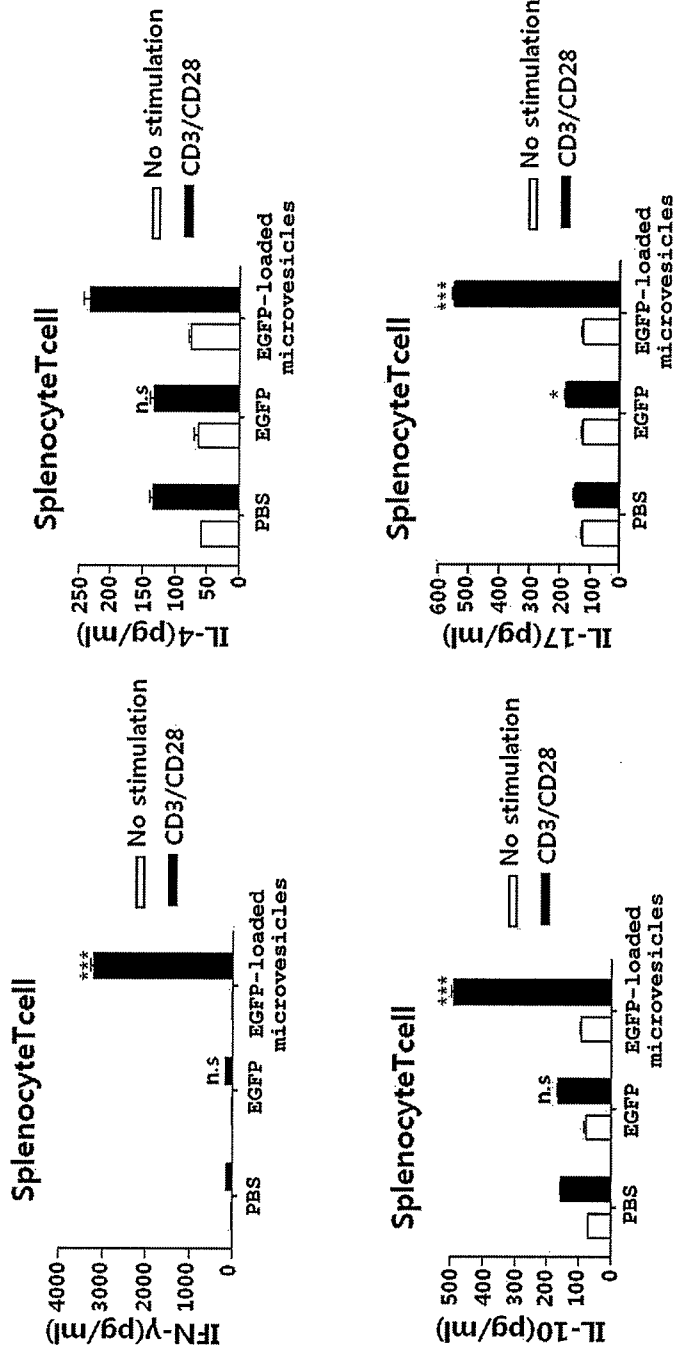 SplenocyteTcell
IFN-γ(pg/ml)
4000
3000
2000
1000
0
No stimulation
CD3/CD28
n.s
***
PBS
EGFP
EGFP-loaded
microvesicles
SplenocyteTcell
IL-4(pg/ml)
250
200
150
100
50
0
No stimulation
CD3/CD28
n.s
PBS
EGFP
EGFP-loaded
microvesicles
SplenocyteTcell
IL-10(pg/ml)
500
400
300
200
100
0
No stimulation
CD3/CD28
n.s
***
PBS
EGFP
EGFP-loaded
microvesicles
SplenocyteTcell
IL-17(pg/ml)
600
500
400
300
200
100
0
No stimulation
CD3/CD28
*
***
PBS
EGFP
EGFP-loaded
microvesicles